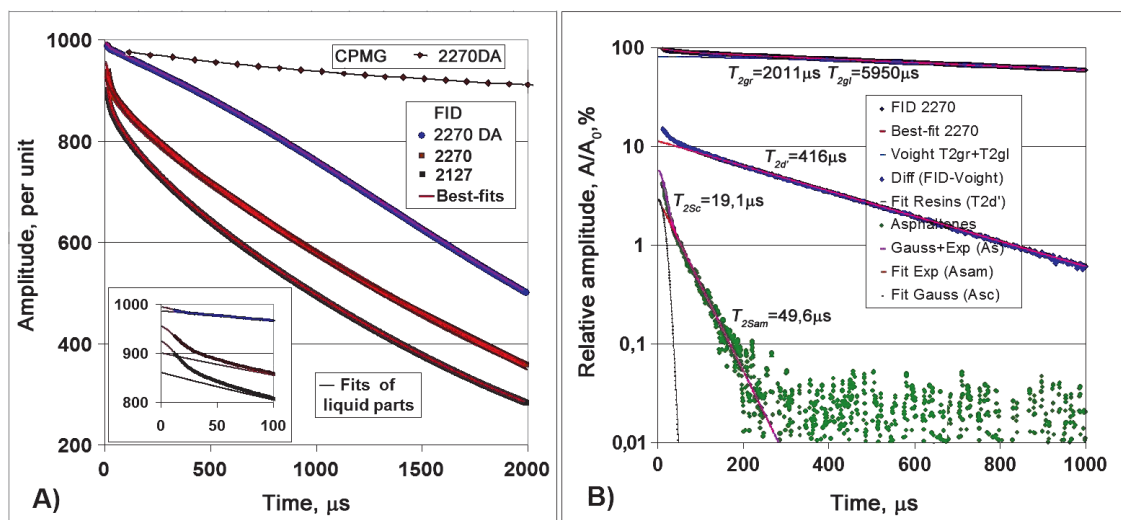 1000
800
600
400
200
Amplitude, per unit
CPMG 2270DA
FID
2270 DA
2270
2127
Best-fits
1000
900
800
0 50 100
Fits of
liquid parts
0 500 1000 1500 2000
Time, µs
A)
100
10
1
0,1
0,01
Relative amplitude, A/A0, %
T2gr=2011µs T2gl=5950µs
T2d'=416µs
T2Sc=19,1µs
T2Sam=49,6µs
FID 2270
Best-fit 2270
Voight T2gr+T2gl
Diff (FID-Voight)
Fit Resins (T2d')
Asphaltenes
Gauss+Exp (As)
Fit Exp (Asam)
Fit Gauss (Asc)
0 200 400 600 800 1000
Time, µs
B)